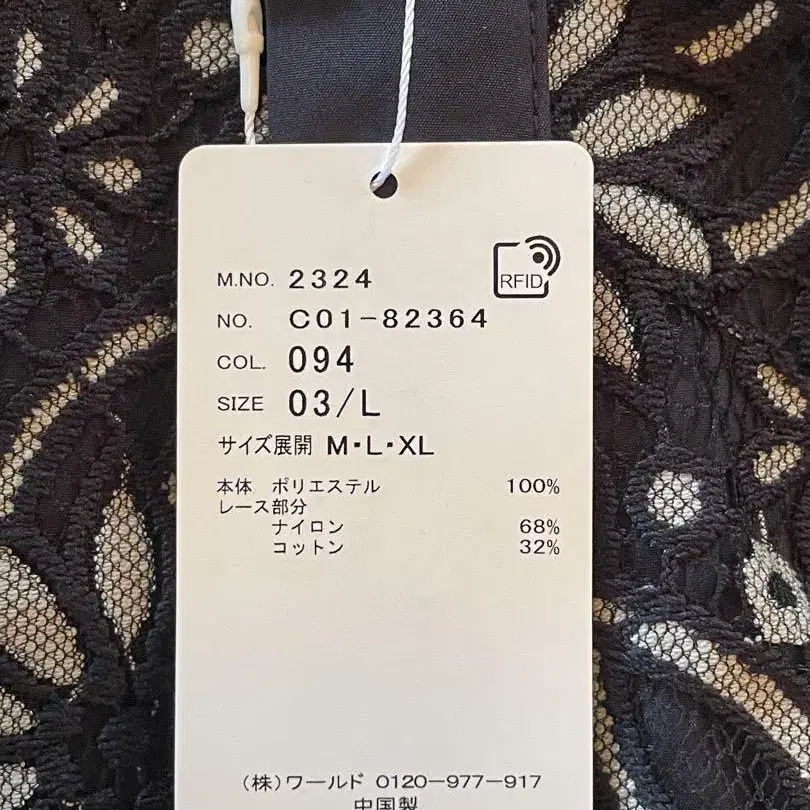 RFID
M.NO. 2324
NO. C01-82364
COL. 094
SIZE 03/L
サイズ展開 M・L・XL
本体 ポリエステル 100%
レース部分
ナイロン 68%
コットン 32%
(株)ワールド 0120-977-917
中国製